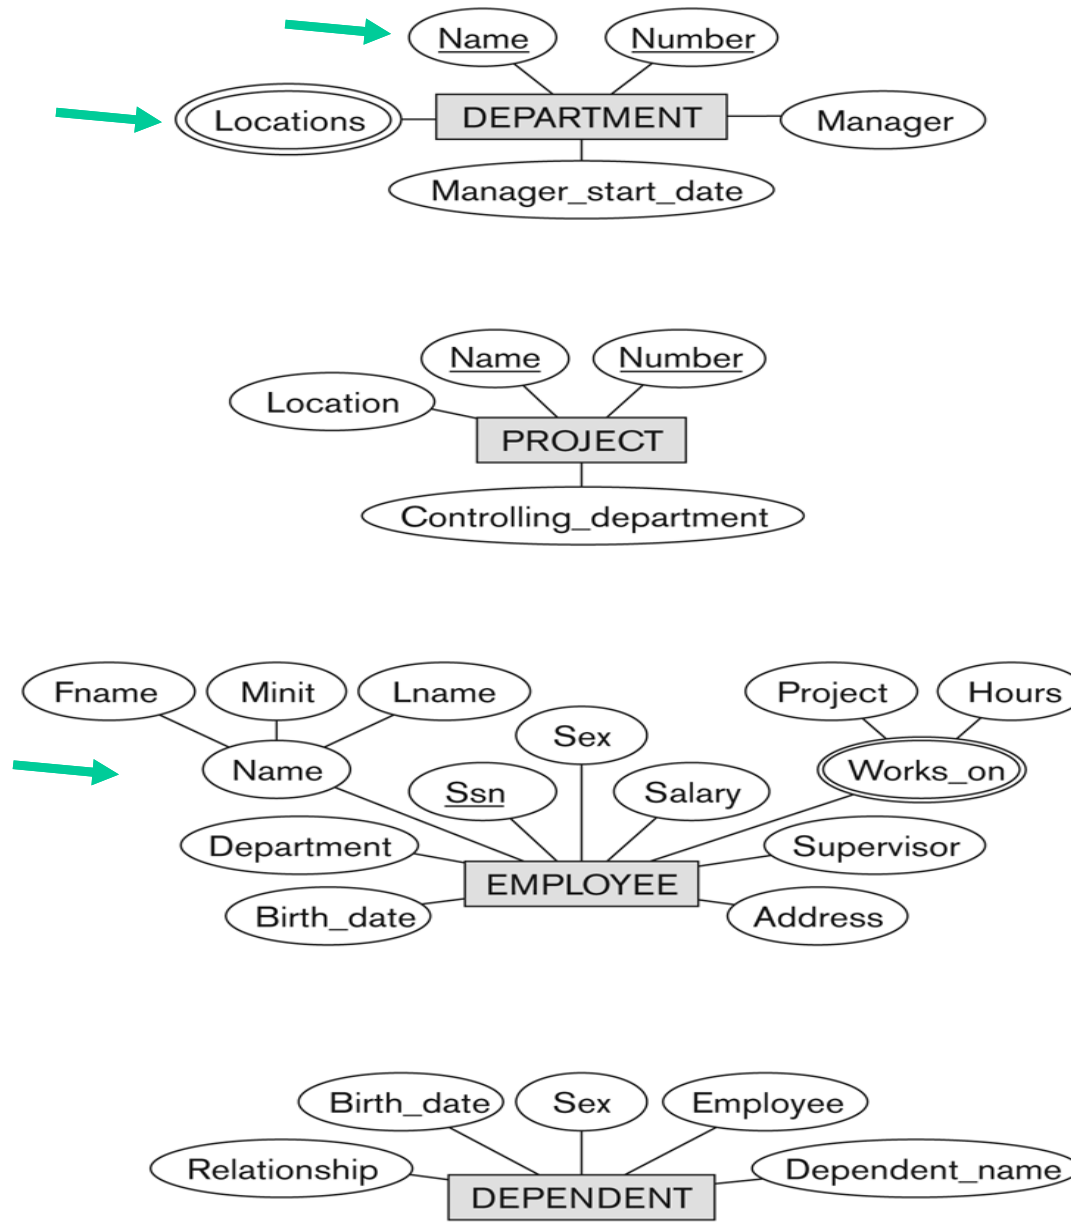 Name
Number
Locations
DEPARTMENT
Manager
Manager_start_date
Name
Number
Location
PROJECT
Controlling_department
Fname
Minit
Lname
Project
Hours
Sex
Name
Ssn
Salary
Works_on
Department
Supervisor
EMPLOYEE
Birth_date
Address
Birth_date
Sex
Employee
Relationship
Dependent_name
DEPENDENT